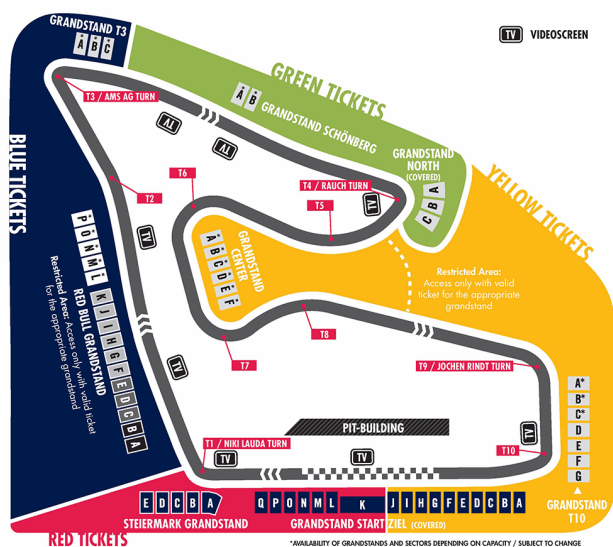 GRANDSTAND T3
A B C
TV VIDEOSCREEN
GREEN TICKETS
T3 / AMS AG TURN
A B
GRANDSTAND SCHÖNBERG
TV
TV
GRANDSTAND
NORTH
(COVERED)
C B A
YELLOW TICKETS
BLUE TICKETS
T6
T2
T4 / RAUCH TURN
TV
T5
TV
GRANDSTAND
CENTER
A B C D E F
Restricted Area:
Access only with valid
ticket for the appropriate
grandstand
P O N M L K J I H G F E D C B A
RED BULL GRANDSTAND
Restricted Area: Access only with valid ticket
for the appropriate grandstand
T8
T7
TV
T9 / JOCHEN RINDT TURN
A*
B*
C*
D
E
F
G
GRANDSTAND
T10
PIT-BUILDING
T1 / NIKI LAUDA TURN
TV
TV
TV
T10
E D C B A
STEIERMARK GRANDSTAND
Q P O N M L K J I H G F E D C B A
GRANDSTAND START ZIEL (COVERED)
RED TICKETS
*AVAILABILITY OF GRANDSTANDS AND SECTORS DEPENDING ON CAPACITY / SUBJECT TO CHANGE